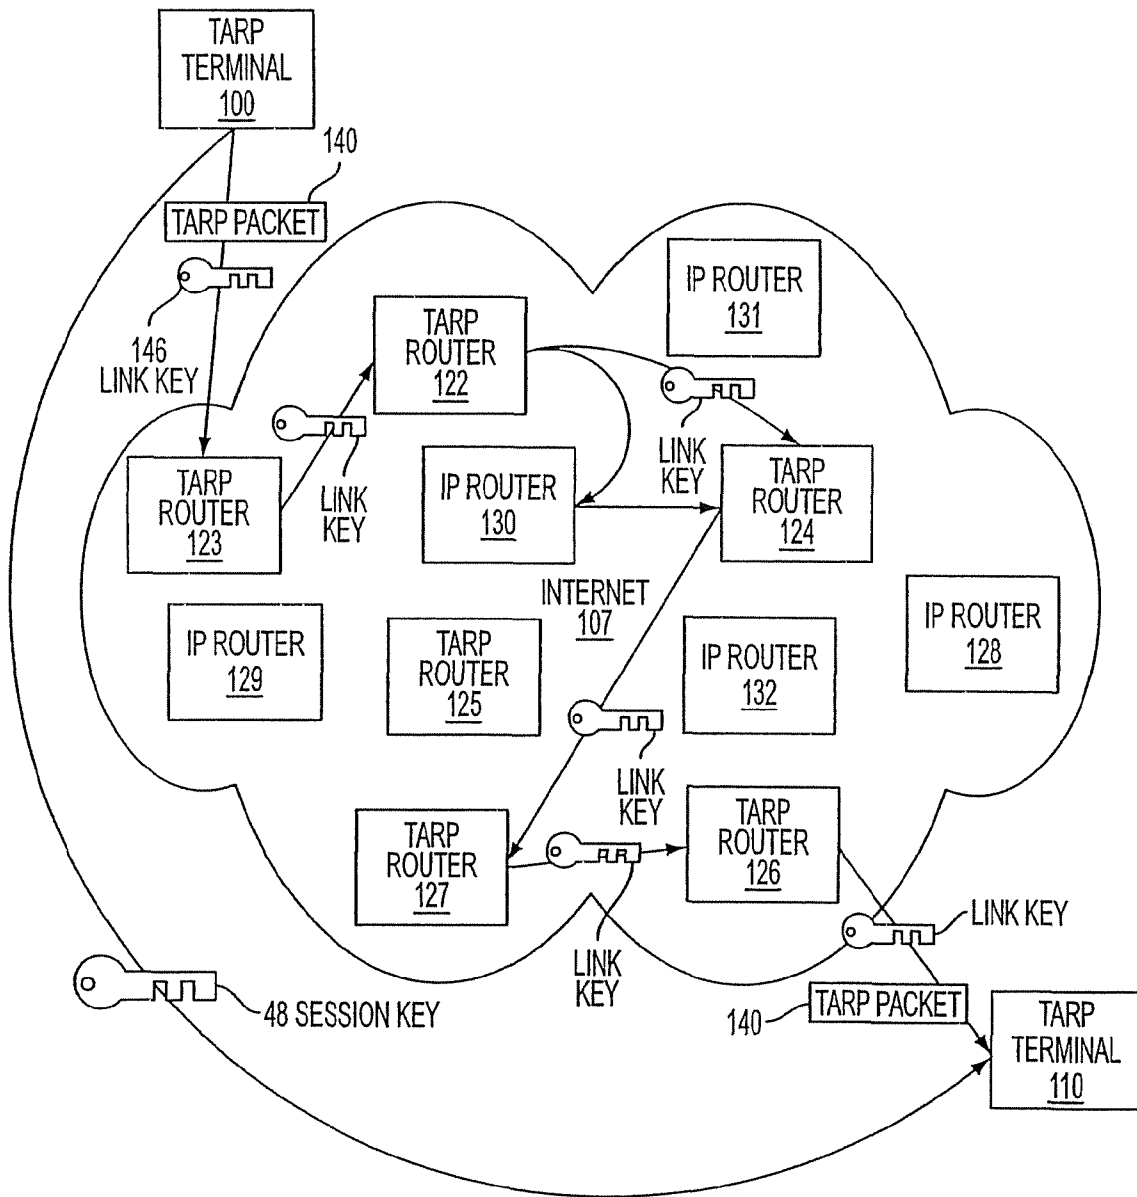 TARP
TERMINAL
100
140
TARP PACKET
146
LINK KEY
IP ROUTER
131
TARP
ROUTER
122
LINK
KEY
LINK
KEY
TARP
ROUTER
123
IP ROUTER
130
TARP
ROUTER
124
INTERNET
107
IP ROUTER
129
TARP
ROUTER
125
IP ROUTER
132
IP ROUTER
128
LINK
KEY
TARP
ROUTER
127
TARP
ROUTER
126
LINK
KEY
LINK KEY
48 SESSION KEY
140
TARP PACKET
TARP
TERMINAL
110